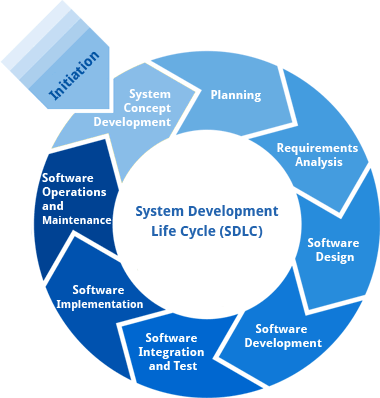 Initiation
System
Concept
Development
Planning
Requirements
Analysis
Software
Design
Software
Development
Software
Integration
and Test
Software
Implementation
Software
Operations
and
Maintenance
System Development
Life Cycle (SDLC)